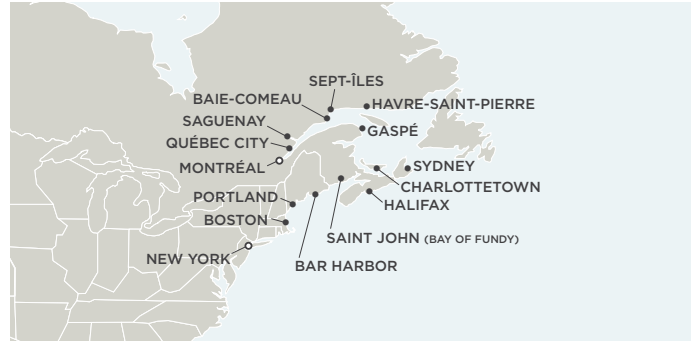 SEPT-ÎLES
BAIE-COMEAU
HAVRE-SAINT-PIERRE
SAGUENAY
GASPÉ
QUÉBEC CITY
MONTRÉAL
SYDNEY
CHARLOTTETOWN
PORTLAND
HALIFAX
BOSTON
SAINT JOHN (BAY OF FUNDY)
NEW YORK
BAR HARBOR